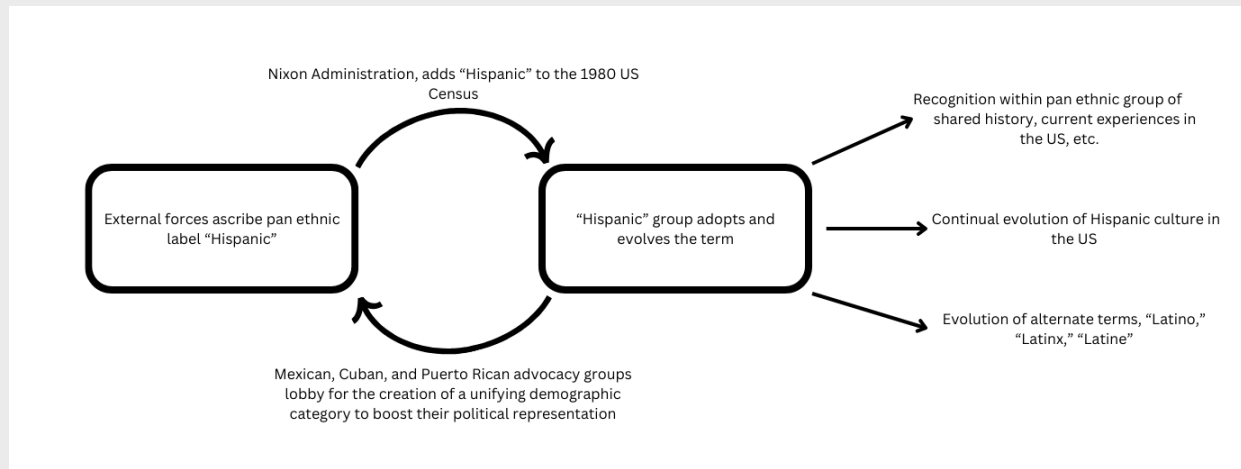 Nixon Administration, adds “Hispanic” to the 1980 US
Census
External forces ascribe pan ethnic
label “Hispanic”
“Hispanic” group adopts and
evolves the term
Mexican, Cuban, and Puerto Rican advocacy groups
lobby for the creation of a unifying demographic
category to boost their political representation
Recognition within pan ethnic group of
shared history, current experiences in
the US, etc.
Continual evolution of Hispanic culture in
the US
Evolution of alternate terms, “Latino,”
“Latinx,” “Latine”